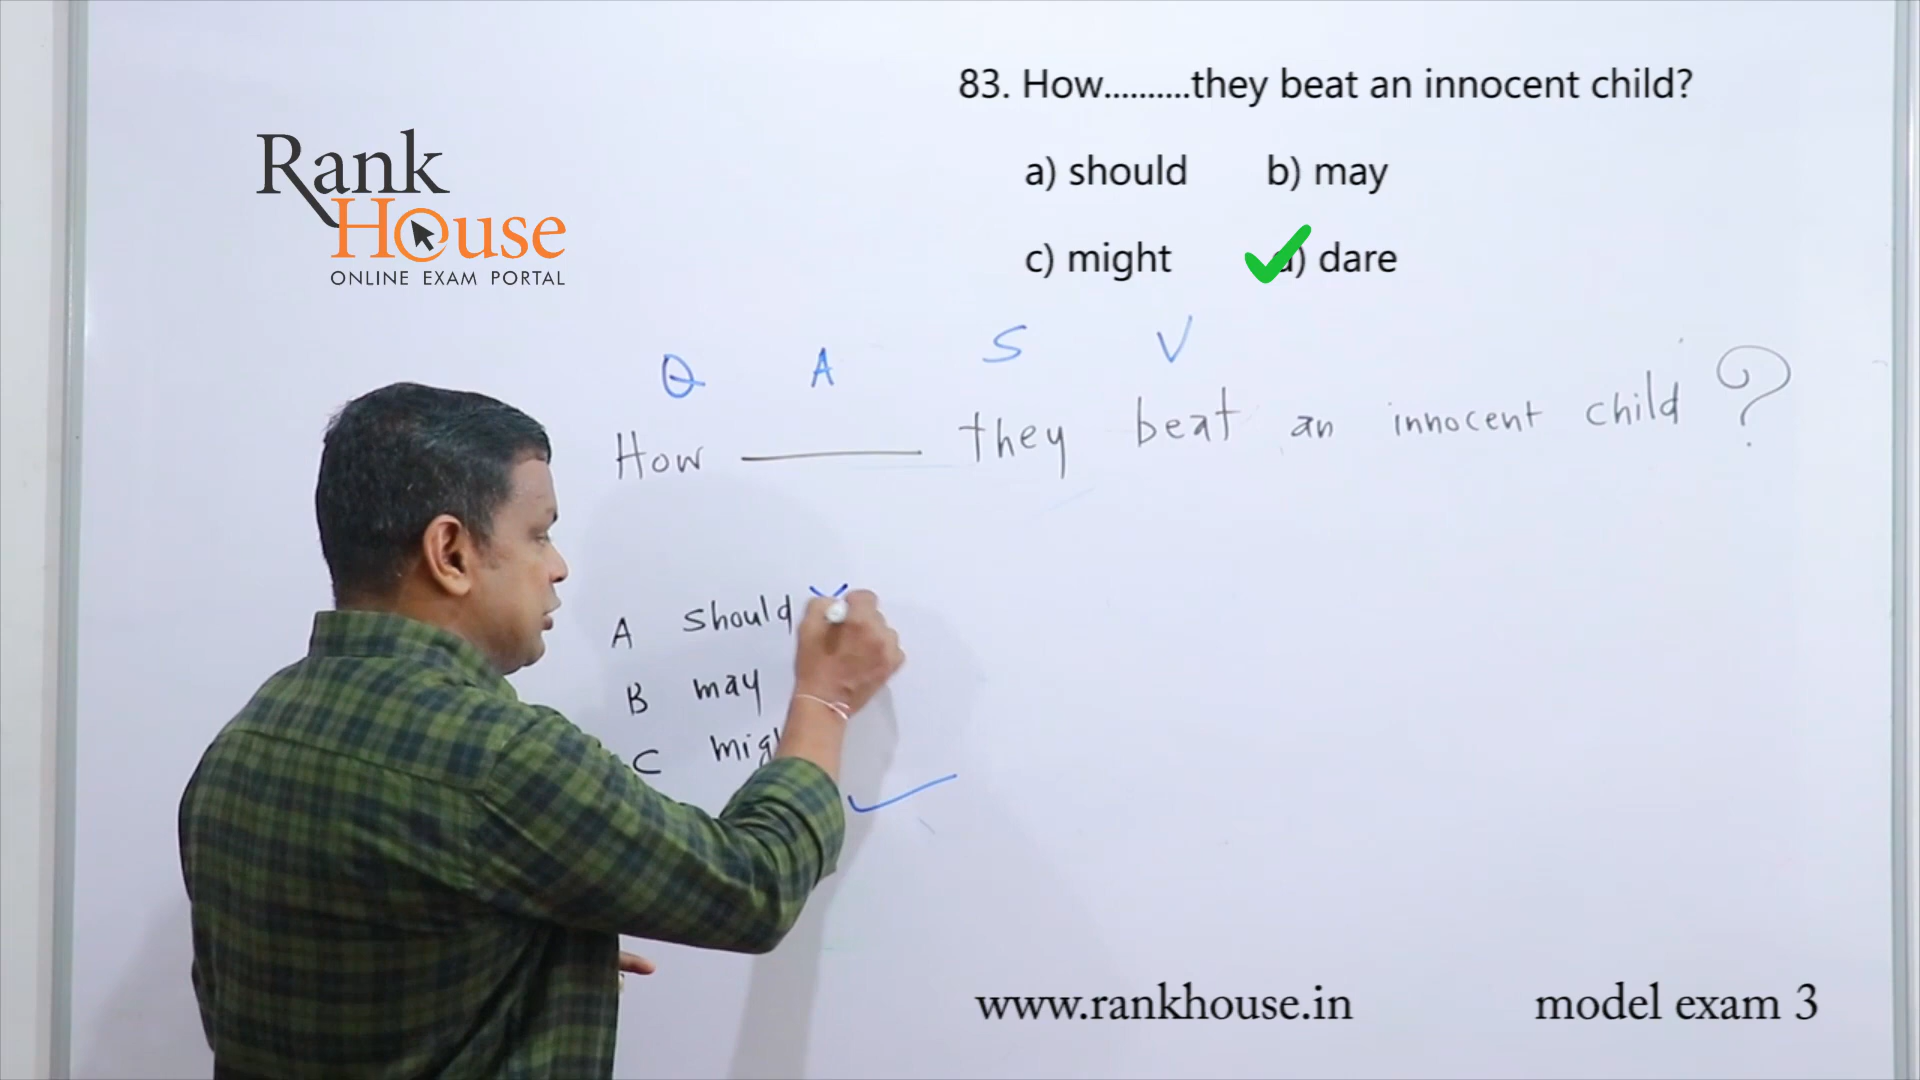 83. How..........they beat an innocent child?
a) should b) may
c) might d) dare
Rank
House
ONLINE EXAM PORTAL
Q A S V
How ______ they beat an innocent child ?
A should
B may
C
www.rankhouse.in model exam 3